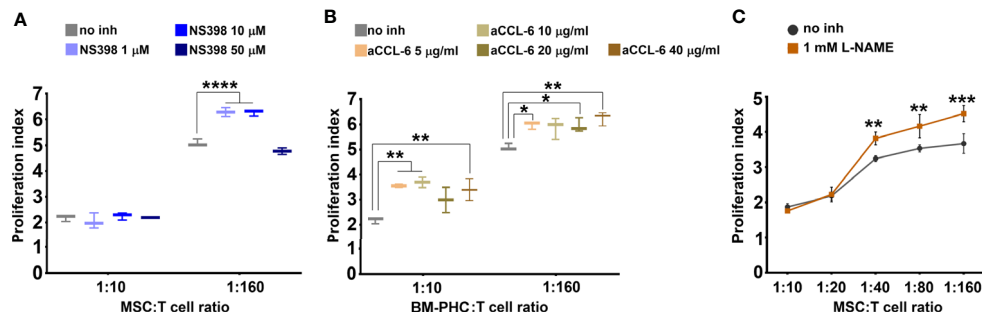 A
no inh
NS398 10 μM
NS398 1 μM
NS398 50 μM
Proliferation index
7
6
5
4
3
2
1
0
****
1:10
1:160
MSC:T cell ratio
B
no inh
aCCL-6 10 μg/ml
aCCL-6 5 μg/ml
aCCL-6 20 μg/ml
aCCL-6 40 μg/ml
Proliferation index
7
6
5
4
3
2
1
0
**
**
**
*
*
1:10
1:160
BM-PHC:T cell ratio
C
no inh
1 mM L-NAME
Proliferation index
5
4
3
2
1
0
**
**
***
1:10
1:20
1:40
1:80
1:160
MSC:T cell ratio